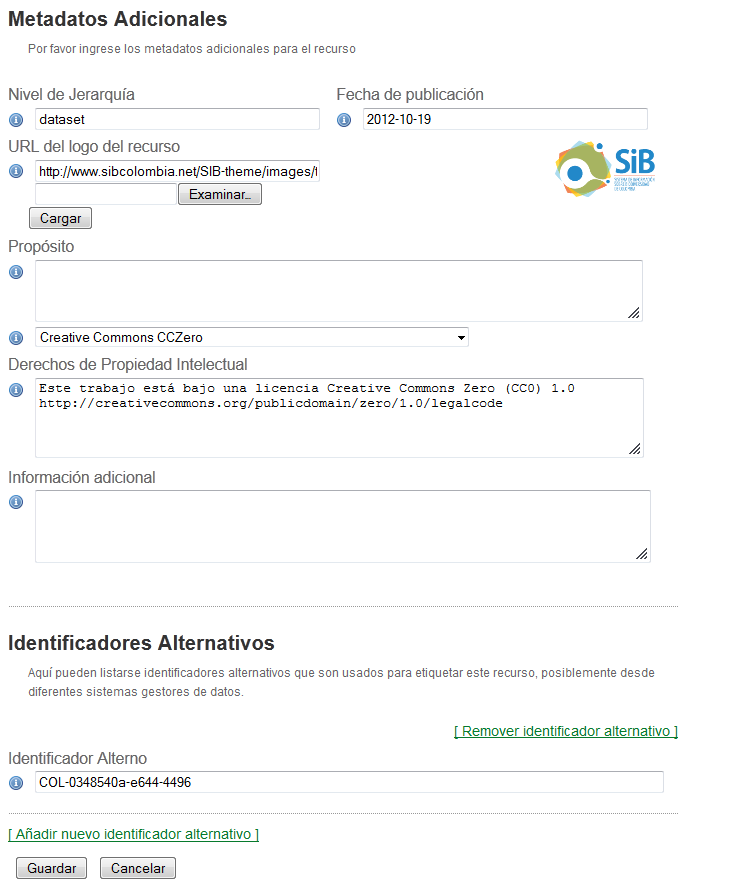 Metadatos Adicionales
Por favor ingrese los metadatos adicionales para el recurso
Nivel de Jerarquía
Fecha de publicación
dataset
2012-10-19
URL del logo del recurso
http://www.sibcolombia.net/SIB-theme/images/
Examinar...
Cargar
SiB
Propósito
Creative Commons CCZero
Derechos de Propiedad Intelectual
Este trabajo está bajo una licencia Creative Commons Zero (CC0) 1.0
http://creativecommons.org/publicdomain/zero/1.0/legalcode
Información adicional
Identificadores Alternativos
Aquí pueden listarse identificadores alternativos que son usados para etiquetar este recurso, posiblemente desde
diferentes sistemas gestores de datos.
[ Remover identificador alternativo ]
Identificador Alterno
COL-0348540a-e644-4496
[ Añadir nuevo identificador alternativo ]
Guardar
Cancelar